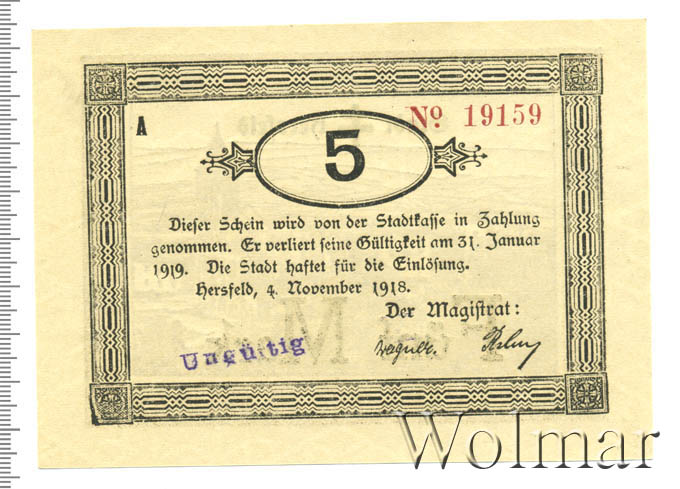 A
№ 19159
5
Dieser Schein wird von der Stadtkasse in Zahlung
genommen. Er verliert seine Gültigkeit am 31. Januar
1919. Die Stadt haftet für die Einlösung.
Hersfeld, 4. November 1918.
Der Magistrat:
Ungültig
Wagner.
Wolmar